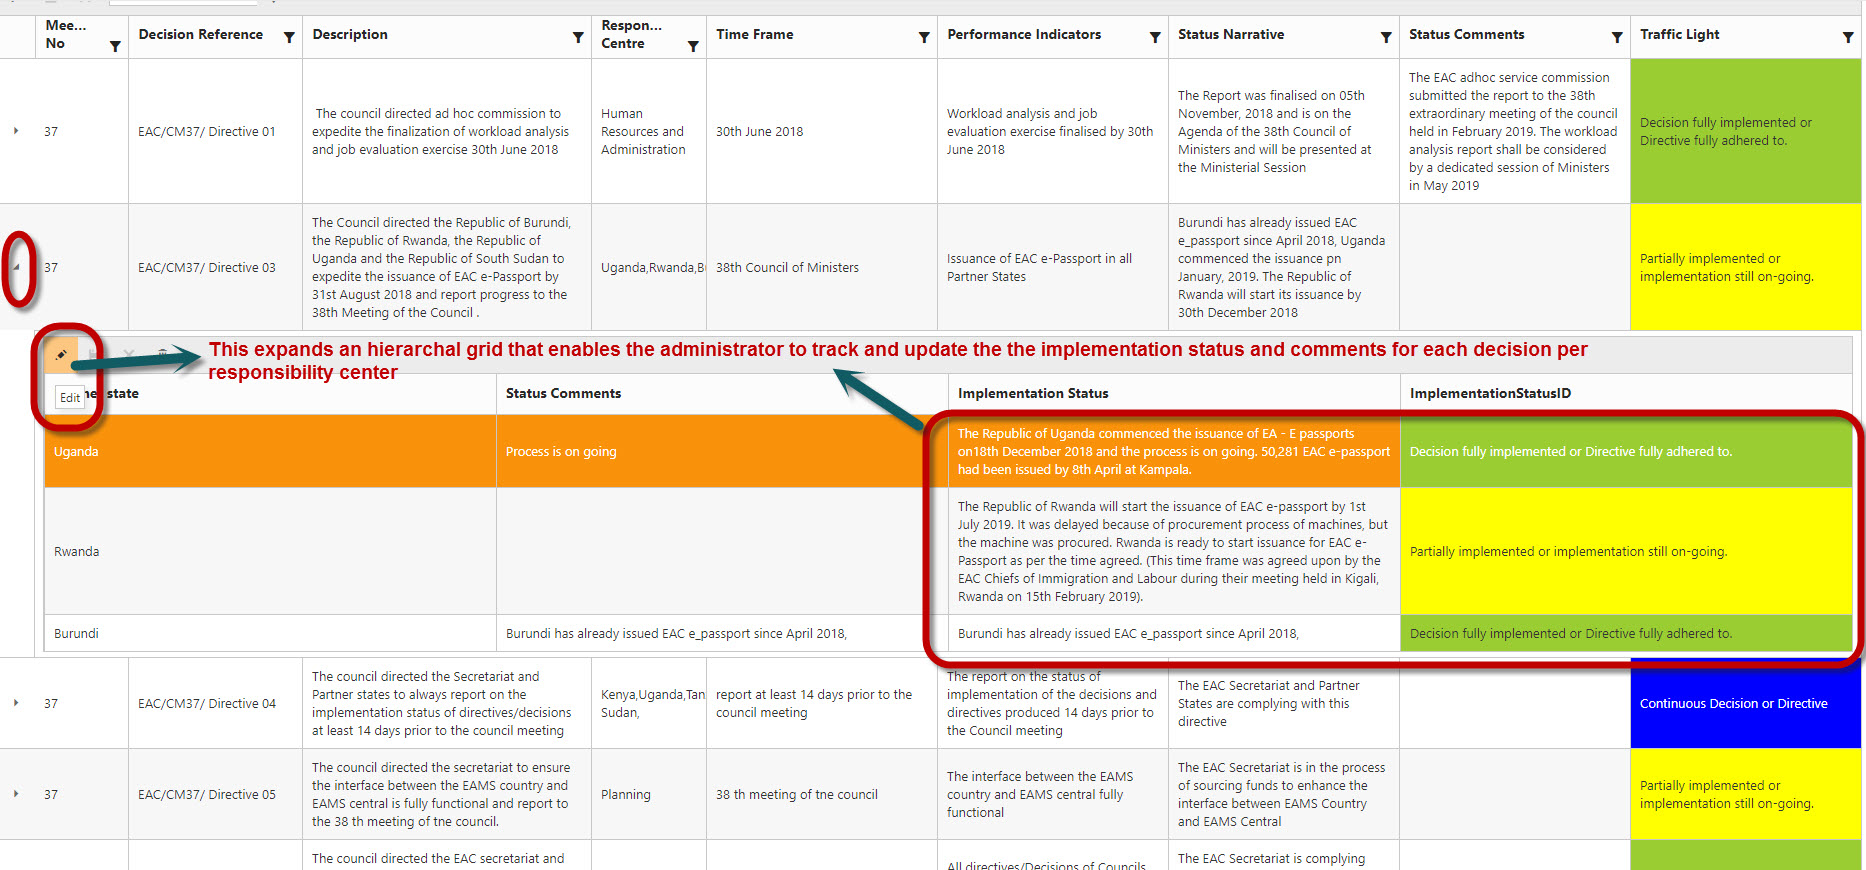 Mee...
No
Decision Reference
Description
Respon...
Centre
Time Frame
Performance Indicators
Status Narrative
Status Comments
Traffic Light
37
EAC/CM37/ Directive 01
The council directed ad hoc commission to
expedite the finalization of workload analysis
and job evaluation exercise 30th June 2018
Human
Resources and
Administration
30th June 2018
Workload analysis and job
evaluation exercise finalised by 30th
June 2018
The Report was finalised on 05th
November, 2018 and is on the
Agenda of the 38th Council of
Ministers and will be presented at
the Ministerial Session
The EAC adhoc service commission
submitted the report to the 38th
extraordinary meeting of the council
held in February 2019. The workload
analysis report shall be considered
by a dedicated session of Ministers
in May 2019
Decision fully implemented or
Directive fully adhered to.
37
EAC/CM37/ Directive 03
The Council directed the Republic of Burundi,
the Republic of Rwanda, the Republic of
Uganda and the Republic of South Sudan to
expedite the issuance of EAC e-Passport by
31st August 2018 and report progress to the
38th Meeting of the Council .
Uganda,Rwanda,B
38th Council of Ministers
Issuance of EAC e-Passport in all
Partner States
Burundi has already issued EAC
e_passport since April 2018, Uganda
commenced the issuance pn
January, 2019. The Republic of
Rwanda will start its issuance by
30th December 2018
Partially implemented or
implementation still on-going.
This expands an hierarchal grid that enables the administrator to track and update the the implementation status and comments for each decision per
responsibility center
Edit
ner state
Status Comments
Implementation Status
ImplementationStatusID
Uganda
Process is on going
The Republic of Uganda commenced the issuance of EA - E passports
on18th December 2018 and the process is on going. 50,281 EAC e-passport
had been issued by 8th April at Kampala.
Decision fully implemented or Directive fully adhered to.
Rwanda
The Republic of Rwanda will start the issuance of EAC e-passport by 1st
July 2019. It was delayed because of procurement process of machines, but
the machine was procured. Rwanda is ready to start issuance for EAC e-
Passport as per the time agreed. (This time frame was agreed upon by the
EAC Chiefs of Immigration and Labour during their meeting held in Kigali,
Rwanda on 15th February 2019).
Partially implemented or implementation still on-going.
Burundi
Burundi has already issued EAC e_passport since April 2018,
Burundi has already issued EAC e_passport since April 2018,
Decision fully implemented or Directive fully adhered to.
37
EAC/CM37/ Directive 04
The council directed the Secretariat and
Partner states to always report on the
implementation status of directives/decisions
at least 14 days prior to the council meeting
Kenya,Uganda,Tan
Sudan,
report at least 14 days prior to the
council meeting
The report on the status of
implementation of the decisions and
directives produced 14 days prior to
the Council meeting
The EAC Secretariat and Partner
States are complying with this
directive
Continuous Decision or Directive
37
EAC/CM37/ Directive 05
The council directed the secretariat to ensure
the interface between the EAMS country and
EAMS central is fully functional and report to
the 38 th meeting of tne council.
Planning
38 th meeting of tne council
The interface between the EAMS
country and EAMS central fully
functional
The EAC Secretariat is in the process
of sourcing funds to enhance the
interface between EAMS Country
and EAMS Central
Partially implemented or
implementation still on-going.
The council directed the EAC secretariat and
All directives/Decisions of Councils
The EAC Secretariat is complying